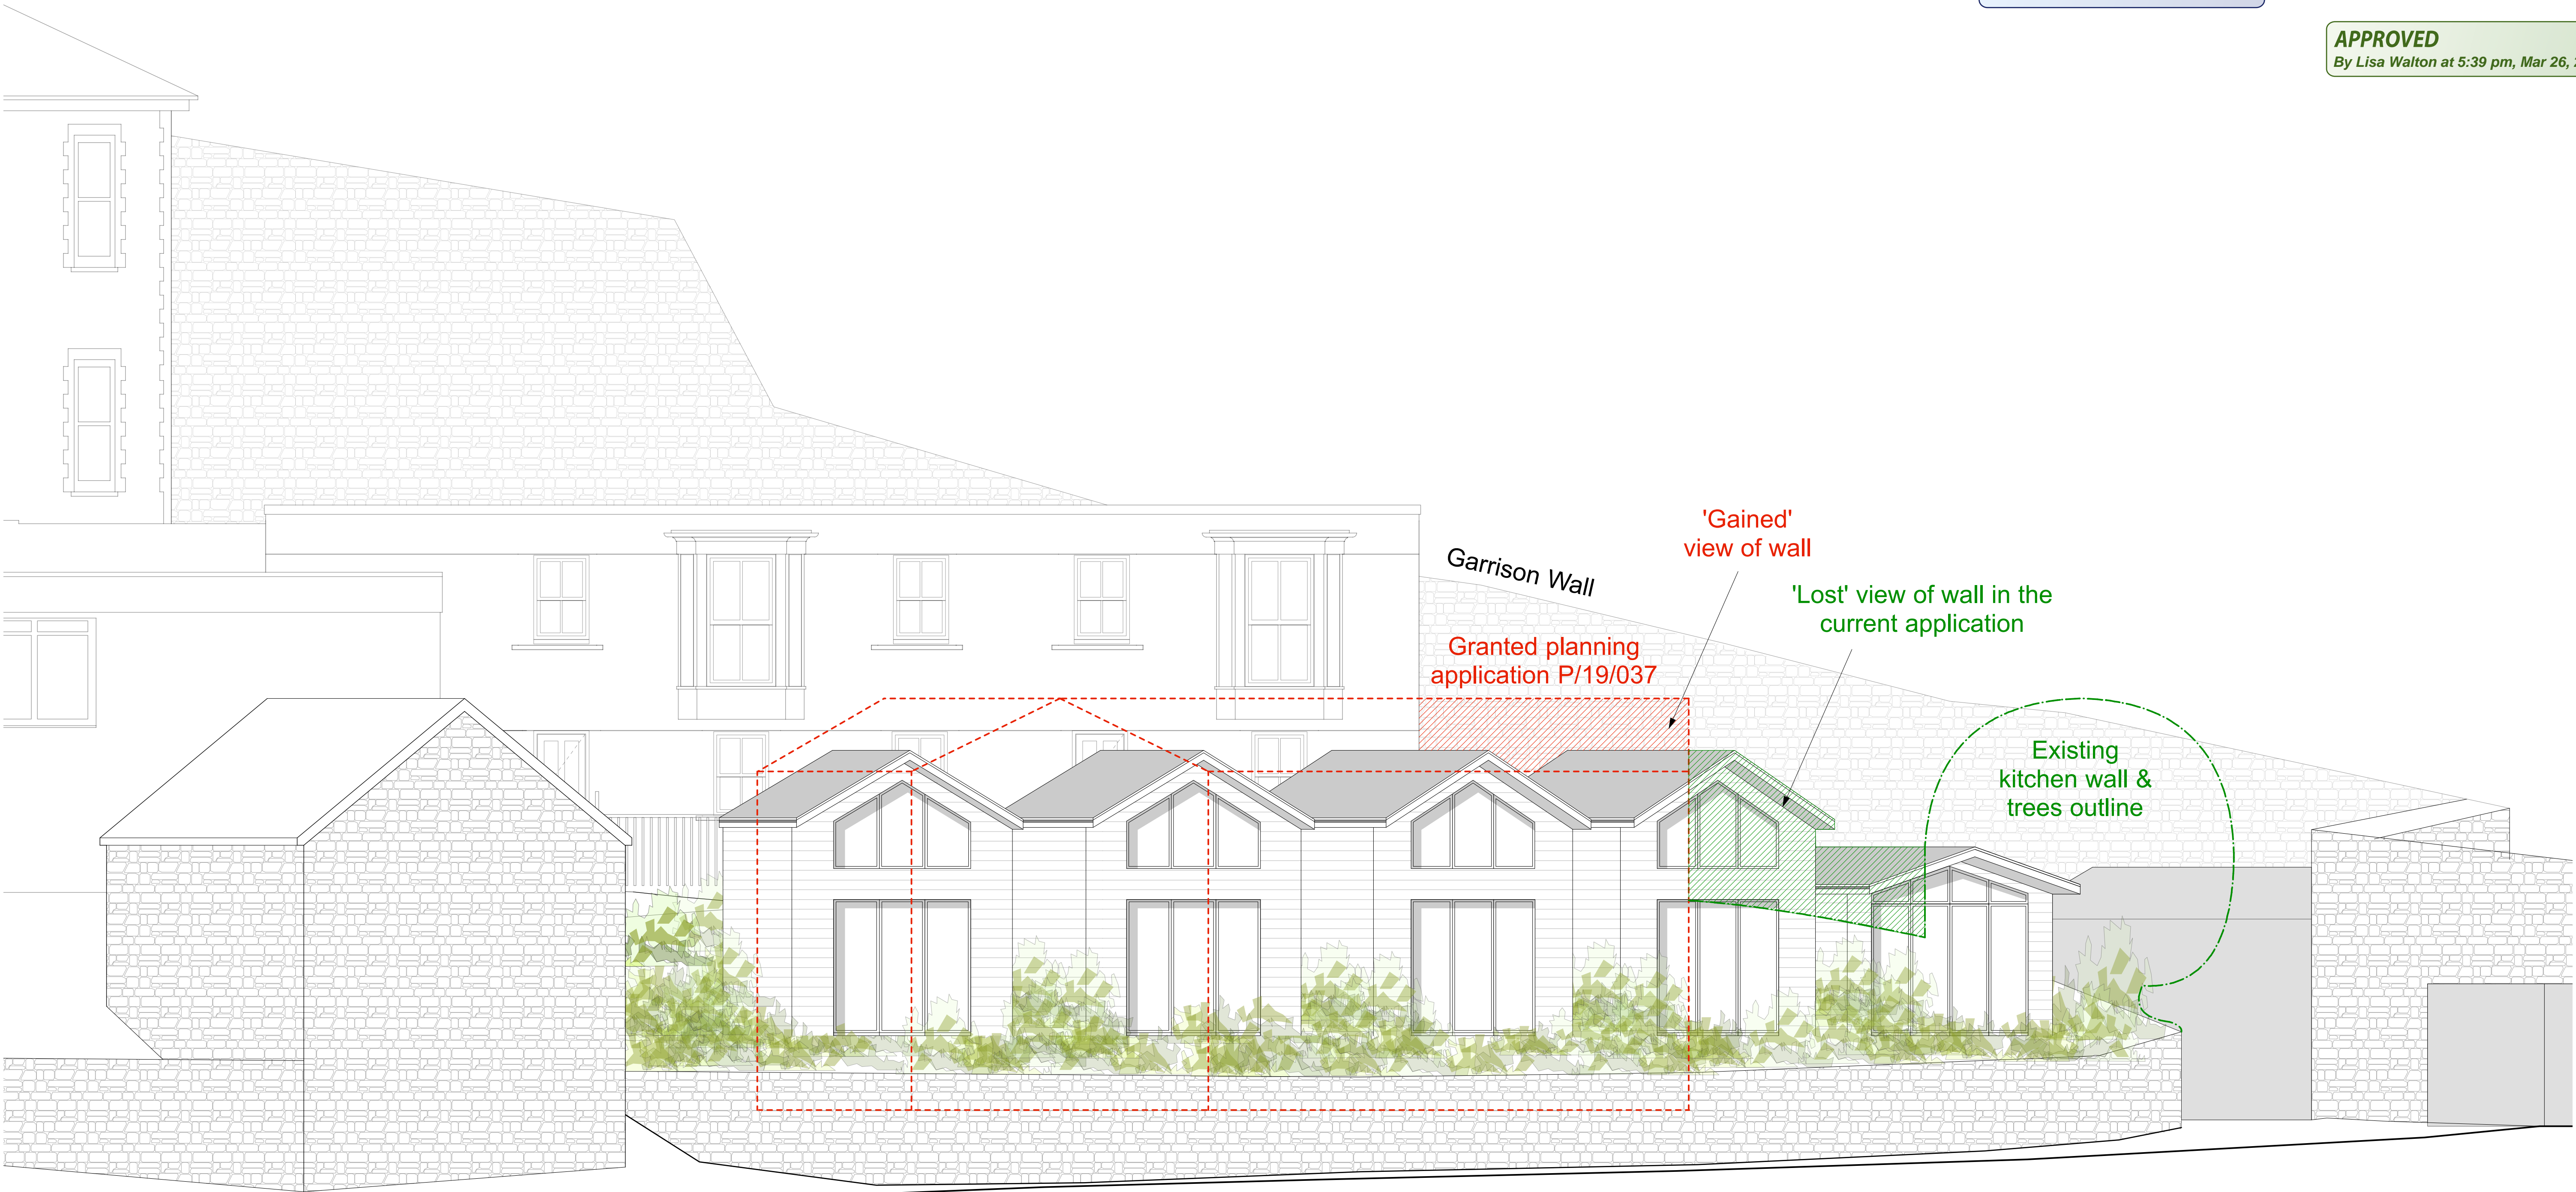 APPROVED
By Lisa Walton at 5:39 pm, Mar 26,
'Gained'
view of wall
Garrison Wall
'Lost' view of wall in the
current application
Granted planning
application P/19/037
Existing
kitchen wall &
trees outline